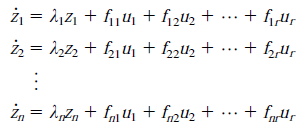 ż₁ = λ₁z₁ + f₁₁u₁ + f₁₂u₂ + ⋯ + f₁ᵣuᵣ
ż₂ = λ₂z₂ + f₂₁u₁ + f₂₂u₂ + ⋯ + f₂ᵣuᵣ
⋮
żₙ = λₙzₙ + fₙ₁u₁ + fₙ₂u₂ + ⋯ + fₙᵣuᵣ